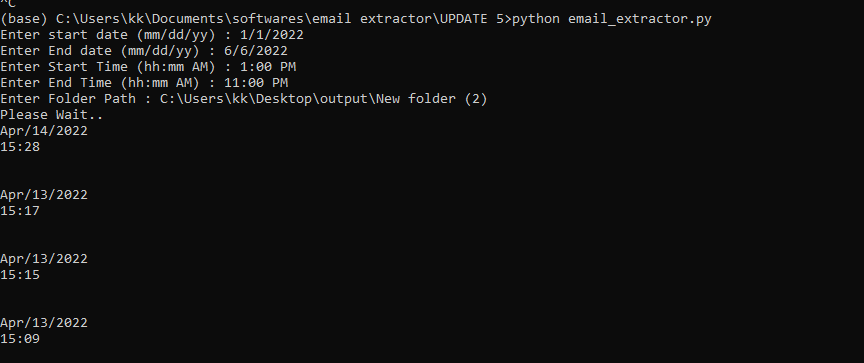 ^C
(base) C:\Users\kk\Documents\softwares\email extractor\UPDATE 5>python email_extractor.py
Enter start date (mm/dd/yy) : 1/1/2022
Enter End date (mm/dd/yy) : 6/6/2022
Enter Start Time (hh:mm AM) : 1:00 PM
Enter End Time (hh:mm AM) : 11:00 PM
Enter Folder Path : C:\Users\kk\Desktop\output\New folder (2)
Please Wait..
Apr/14/2022
15:28
Apr/13/2022
15:17
Apr/13/2022
15:15
Apr/13/2022
15:09